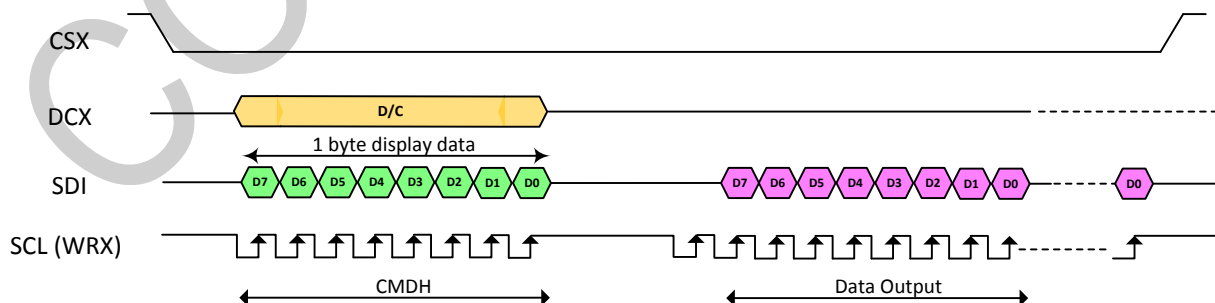 CSX
DCX
D/C
1 byte display data
SDI
D7 D6 D5 D4 D3 D2 D1 D0 D7 D6 D5 D4 D3 D2 D1 D0 D0
SCL (WRX)
CMDH Data Output